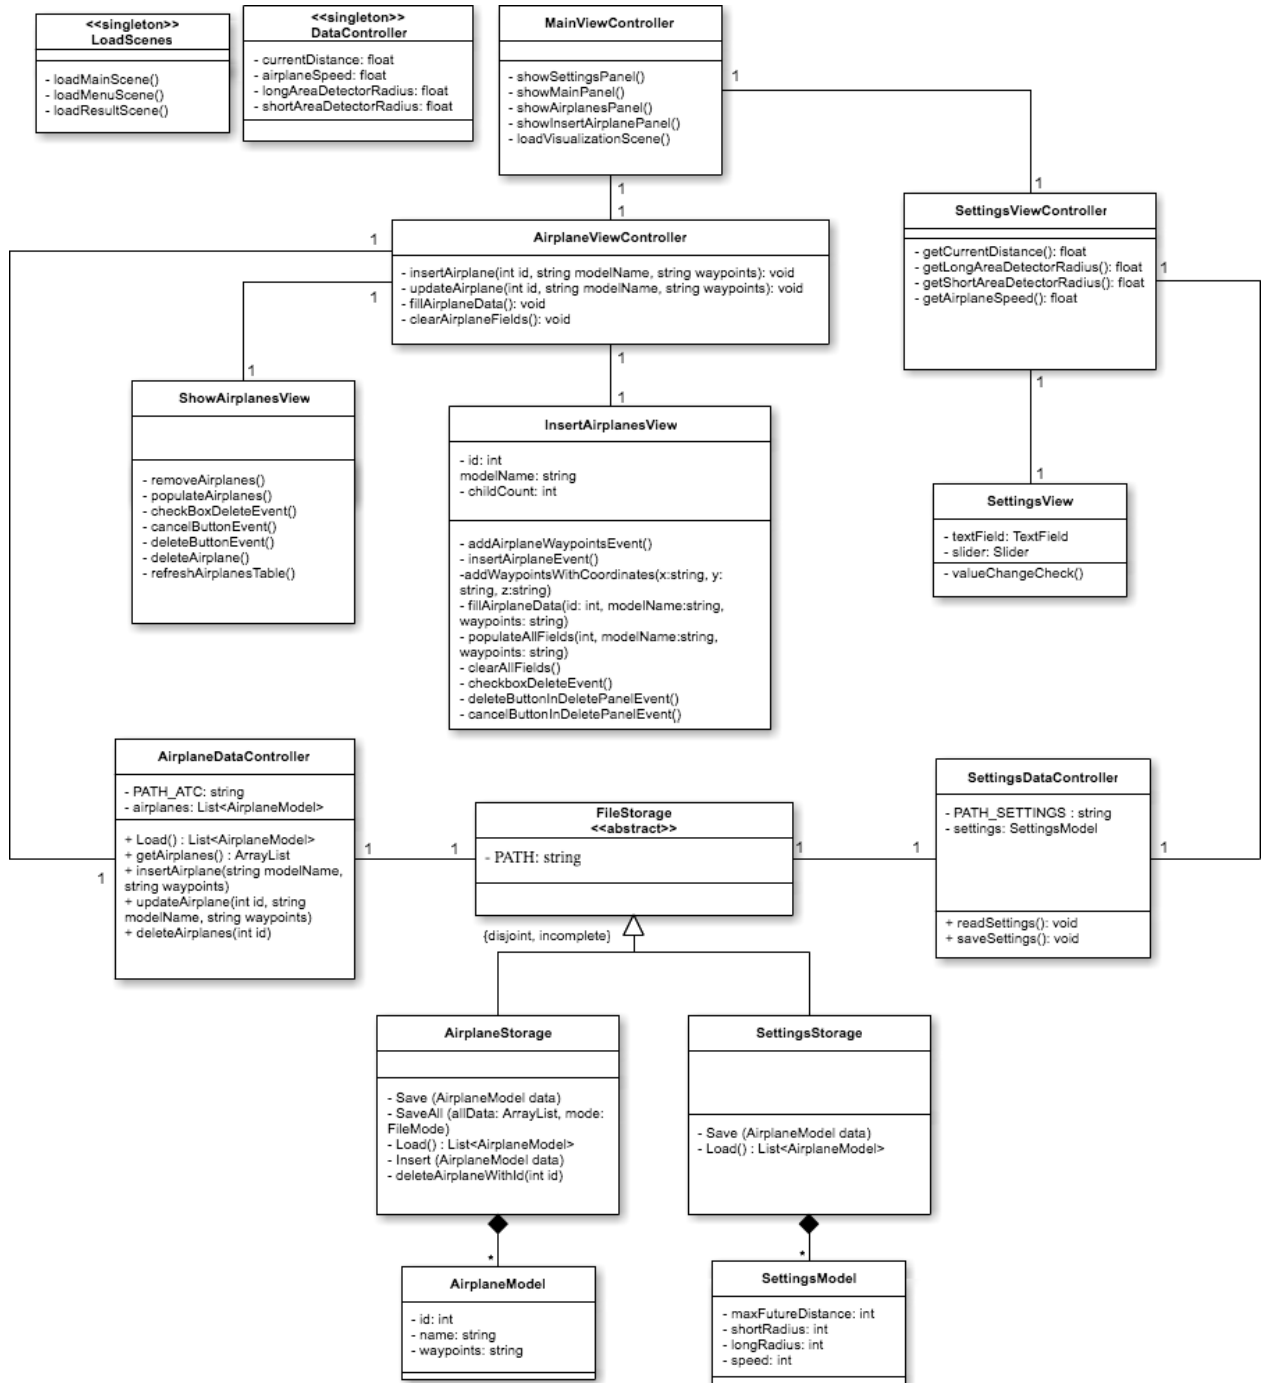 <<singleton>>
LoadScenes
- loadMainScene()
- loadMenuScene()
- loadResultScene()
<<singleton>>
DataController
- currentDistance: float
- airplaneSpeed: float
- longAreaDetectorRadius: float
- shortAreaDetectorRadius: float
MainViewController
- showSettingsPanel()
- showMainPanel()
- showAirplanesPanel()
- showInsertAirplanePanel()
- loadVisualizationScene()
1
1
1
1
AirplaneViewController
- insertAirplane(int id, string modelName, string waypoints): void
- updateAirplane(int id, string modelName, string waypoints): void
- fillAirplaneData(): void
- clearAirplaneFields(): void
1
1
1
SettingsViewController
- getCurrentDistance(): float
- getLongAreaDetectorRadius(): float
- getShortAreaDetectorRadius(): float
- getAirplaneSpeed(): float
1
1
1
1
ShowAirplanesView
- removeAirplanes()
- populateAirplanes()
- checkBoxDeleteEvent()
- cancelButtonEvent()
- deleteButtonEvent()
- deleteAirplane()
- refreshAirplanesTable()
1
InsertAirplanesView
- id: int
modelName: string
- childCount: int
- addAirplaneWaypointsEvent()
- insertAirplaneEvent()
-addWaypointsWithCoordinates(x:string, y:
string, z:string)
- fillAirplaneData(id: int, modelName:string,
waypoints: string)
- populateAllFields(int, modelName:string,
waypoints: string)
- clearAllFields()
- checkboxDeleteEvent()
- deleteButtonInDeletePanelEvent()
- cancelButtonInDeletePanelEvent()
SettingsView
- textField: TextField
- slider: Slider
- valueChangeCheck()
AirplaneDataController
- PATH_ATC: string
- airplanes: List<AirplaneModel>
+ Load() : List<AirplaneModel>
+ getAirplanes() : ArrayList
+ insertAirplane(string modelName,
string waypoints)
+ updateAirplane(int id, string
modelName, string waypoints)
+ deleteAirplanes(int id)
1
1
1
FileStorage
<<abstract>>
- PATH: string
1
1
{disjoint, incomplete}
SettingsDataController
- PATH_SETTINGS : string
- settings: SettingsModel
+ readSettings(): void
+ saveSettings(): void
1
AirplaneStorage
- Save (AirplaneModel data)
- SaveAll (allData: ArrayList, mode:
FileMode)
- Load() : List<AirplaneModel>
- Insert (AirplaneModel data)
- deleteAirplaneWithId(int id)
SettingsStorage
- Save (AirplaneModel data)
- Load() : List<AirplaneModel>
*
*
AirplaneModel
- id: int
- name: string
- waypoints: string
SettingsModel
- maxFutureDistance: int
- shortRadius: int
- longRadius: int
- speed: int